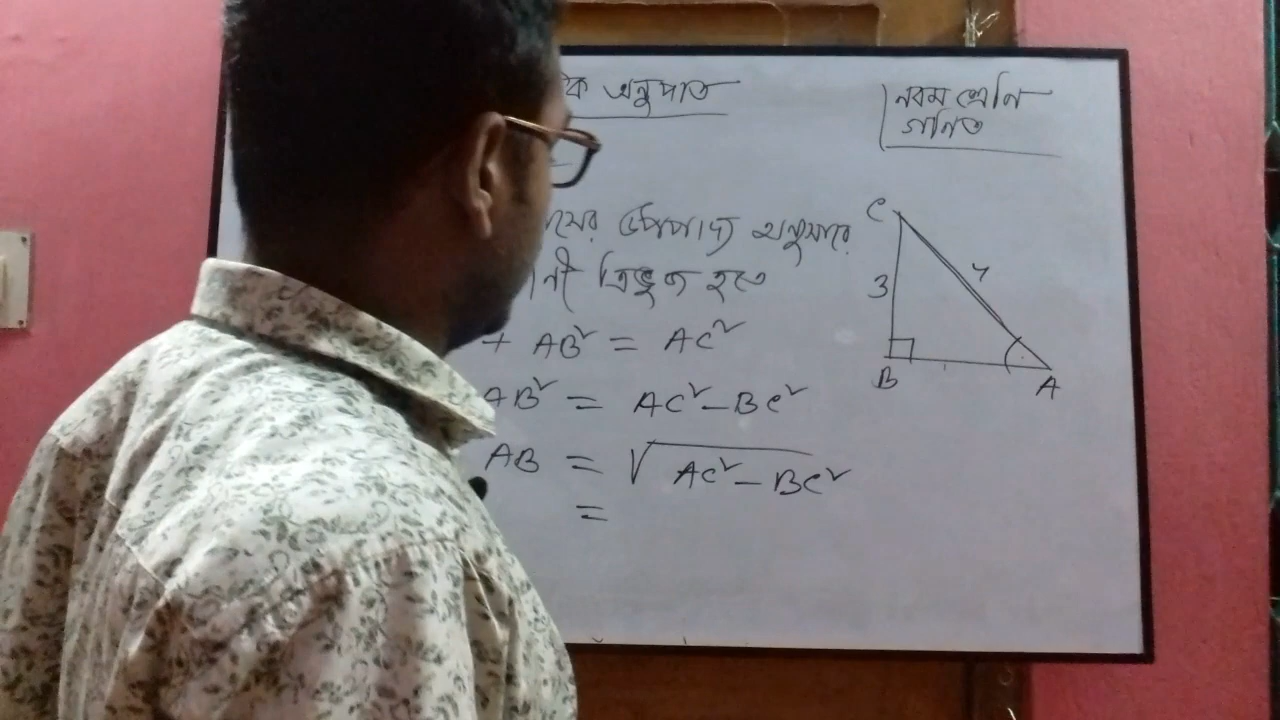 অনুপাত
নবম শ্রেনি
গনিত
উপপাদ্য অনুসারে
ত্রিভুজ হতে
+ AB² = AC²
AB² = AC² - BC²
AB = √AC² - BC²
=
C
3
4
B
A